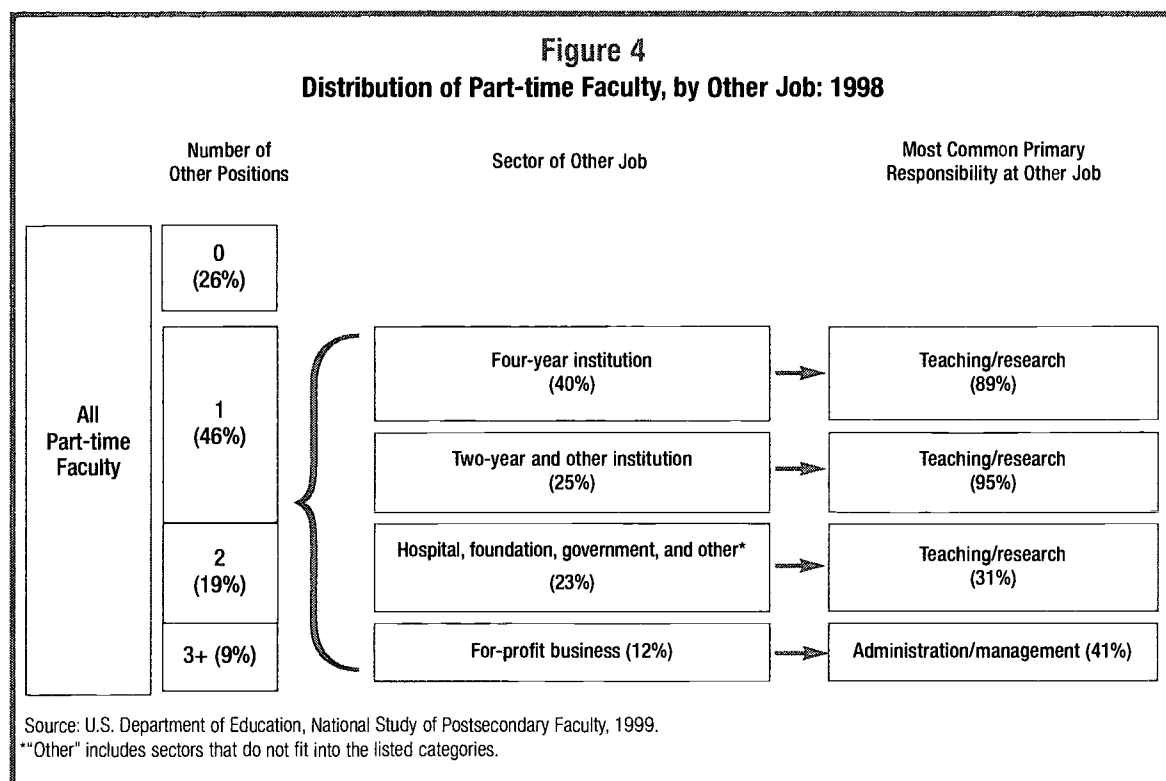 Figure 4
Distribution of Part-time Faculty, by Other Job: 1998
Number of
Other Positions
Sector of Other Job
Most Common Primary
Responsibility at Other Job
All
Part-time
Faculty
0
(26%)
1
(46%)
2
(19%)
3+ (9%)
Four-year institution
(40%)
Teaching/research
(89%)
Two-year and other institution
(25%)
Teaching/research
(95%)
Hospital, foundation, government, and other*
(23%)
Teaching/research
(31%)
For-profit business (12%)
Administration/management (41%)
Source: U.S. Department of Education, National Study of Postsecondary Faculty, 1999.
*"Other" includes sectors that do not fit into the listed categories.